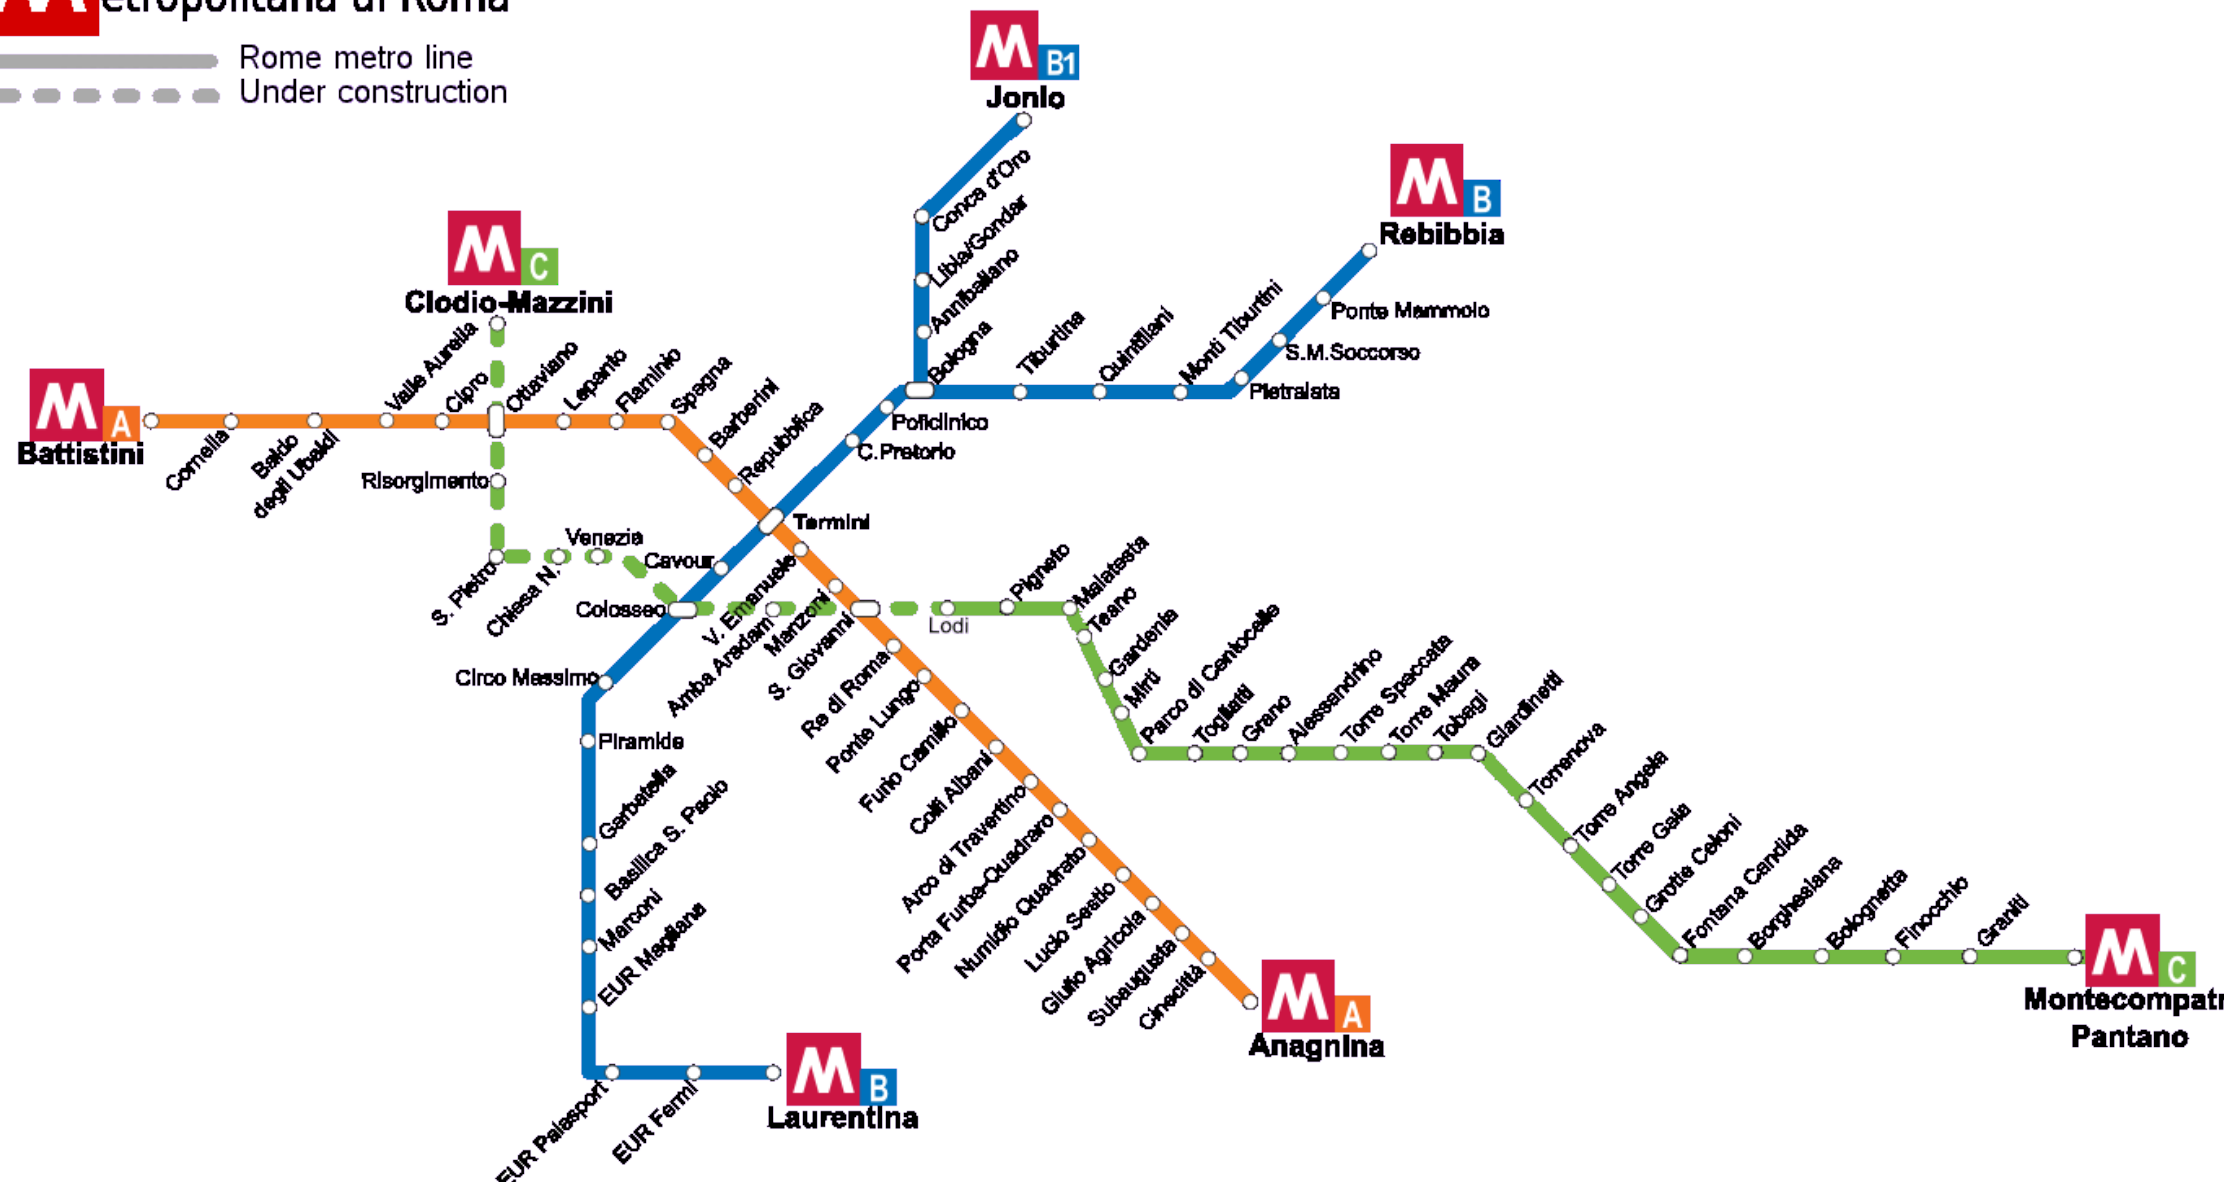 etropolitana di Roma
Rome metro line
Under construction
M B1
Jonio
M B
Rebibbia
M C
Clodio-Mazzini
M A
Battistini
Cornelia
Baldo
degli Ubaldi
Valle Aurelia
Cipro
Ottaviano
Lepanto
Flaminio
Spagna
Barberini
Repubblica
Termini
Conca d'Oro
Libia/Gondar
Annibaliano
Bologna
Tiburtina
Quintiliani
Monti Tiburtini
Pietralata
S.M.Soccorso
Ponte Mammolo
Policlinico
C.Pretorio
Risorgimento
S. Pietro
Chiesa N.
Venezia
Cavour
Colosseo
Circo Massimo
Piramide
Garbatella
Basilica S. Paolo
Marconi
EUR Magliana
EUR Palasport
EUR Fermi
M B
Laurentina
V. Emanuele
Amba Aradam
Manzoni
S. Giovanni
Re di Roma
Ponte Lungo
Furio Camillo
Colli Albani
Arco di Travertino
Porta Furba-Quadraro
Numidio Quadrato
Lucio Sestio
Giulio Agricola
Subaugusta
Cinecittà
M A
Anagnina
Lodi
Pigneto
Malatesta
Teano
Gardenia
Mirti
Parco di Centocelle
Togliatti
Grano
Alessandrino
Torre Spaccata
Torre Maura
Tobagi
Giardinetti
Torrenova
Torre Angela
Torre Gaia
Grotte Celoni
Fontana Candida
Borghesiana
Bolognetta
Finocchio
Graniti
M C
Montecompatr
Pantano